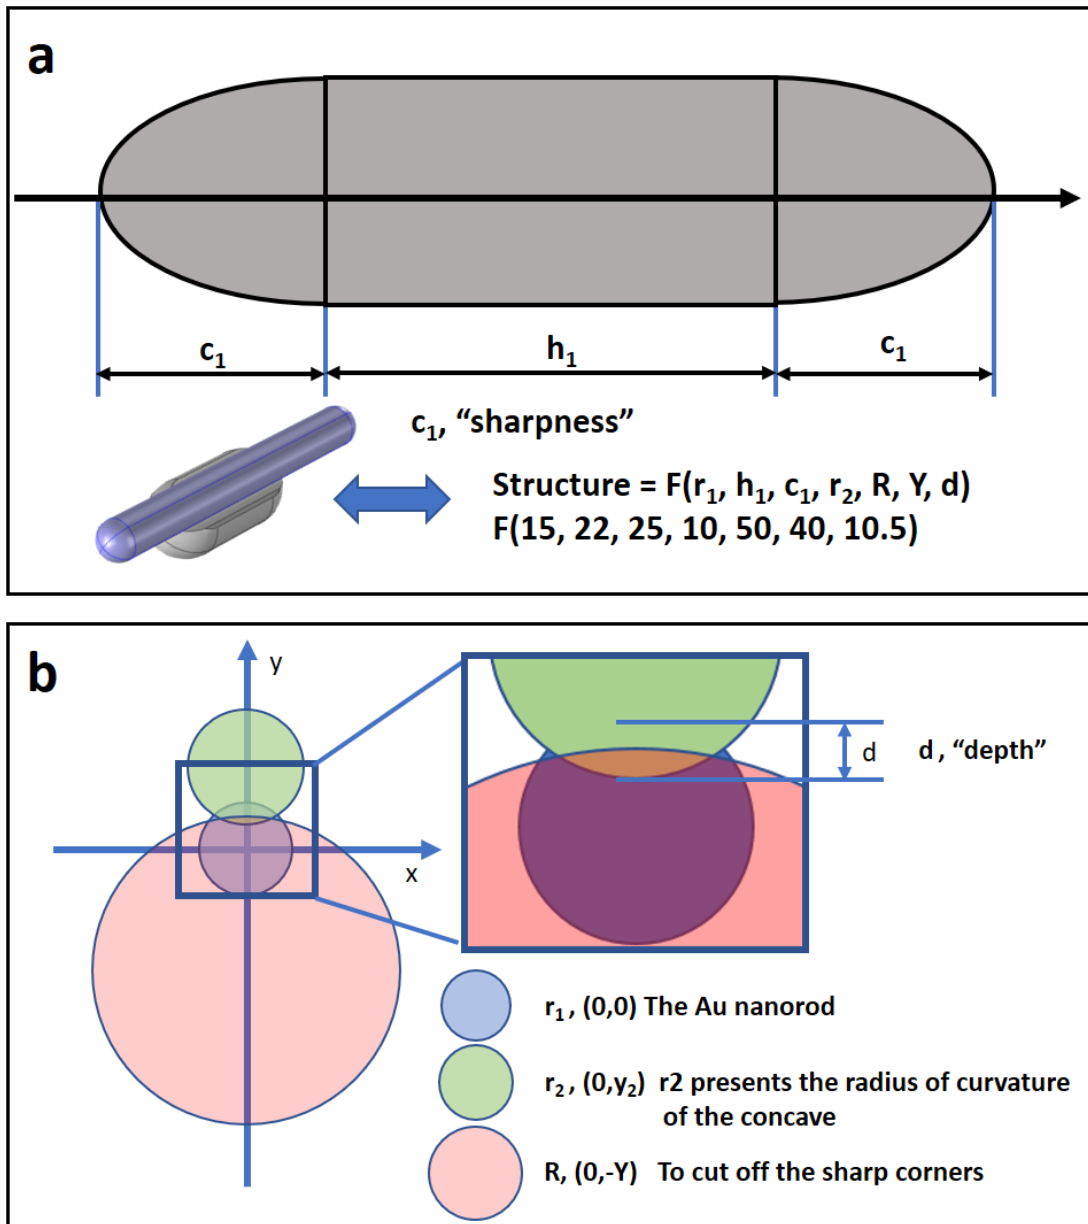 a
c₁
h₁
c₁
c₁, “sharpness”
Structure = F(r₁, h₁, c₁, r₂, R, Y, d)
F(15, 22, 25, 10, 50, 40, 10.5)
b
y
x
d
d , “depth”
r₁ , (0,0) The Au nanorod
r₂ , (0,y₂) r2 presents the radius of curvature
of the concave
R, (0,-Y) To cut off the sharp corners